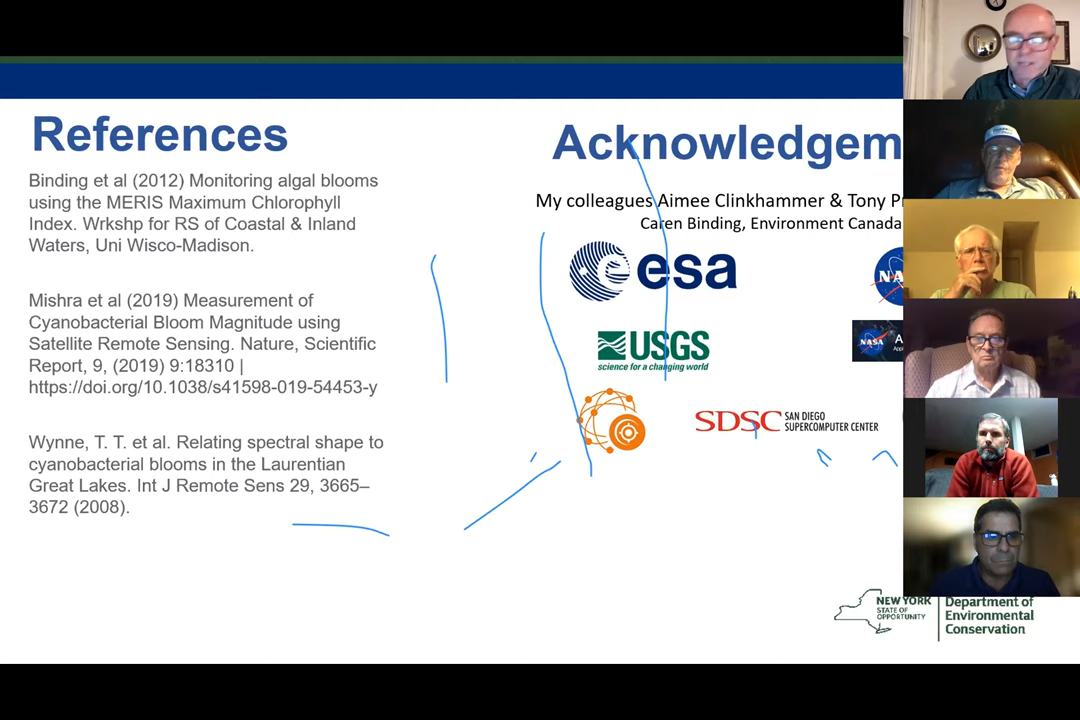 References
Binding et al (2012) Monitoring algal blooms
using the MERIS Maximum Chlorophyll
Index. Wrkshp for RS of Coastal & Inland
Waters, Uni Wisco-Madison.
Mishra et al (2019) Measurement of
Cyanobacterial Bloom Magnitude using
Satellite Remote Sensing. Nature, Scientific
Report, 9, (2019) 9:18310 |
https://doi.org/10.1038/s41598-019-54453-y
Wynne, T. T. et al. Relating spectral shape to
cyanobacterial blooms in the Laurentian
Great Lakes. Int J Remote Sens 29, 3665–
3672 (2008).
Acknowledgem
My colleagues Aimee Clinkhammer & Tony
Caren Binding, Environment Canada
esa
USGS
science for a changing world
NASA
SDSC SAN DIEGO
SUPERCOMPUTER CENTER
NEW YORK
STATE OF
OPPORTUNITY
Department of
Environmental
Conservation